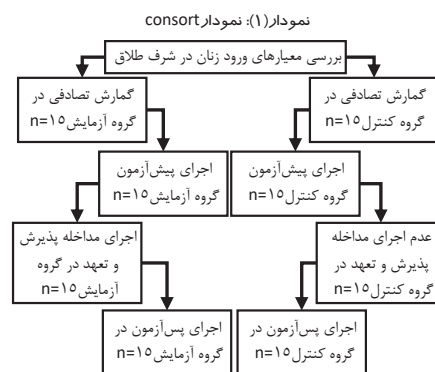 نمودار(۱): نمودار consort
بررسی معیارهای ورود زنان در شرف طلاق
گمارش تصادفی در
گروه کنترل n=۱۵
گمارش تصادفی در
گروه آزمایش n=۱۵
اجرای پیش‌آزمون
گروه کنترل n=۱۵
اجرای پیش‌آزمون
گروه آزمایش n=۱۵
عدم اجرای مداخله
پذیرش و تعهد در
گروه کنترل n=۱۵
اجرای مداخله پذیرش
و تعهد در گروه
آزمایش n=۱۵
اجرای پس‌آزمون در
گروه کنترل n=۱۵
اجرای پس‌آزمون در
گروه آزمایش n=۱۵